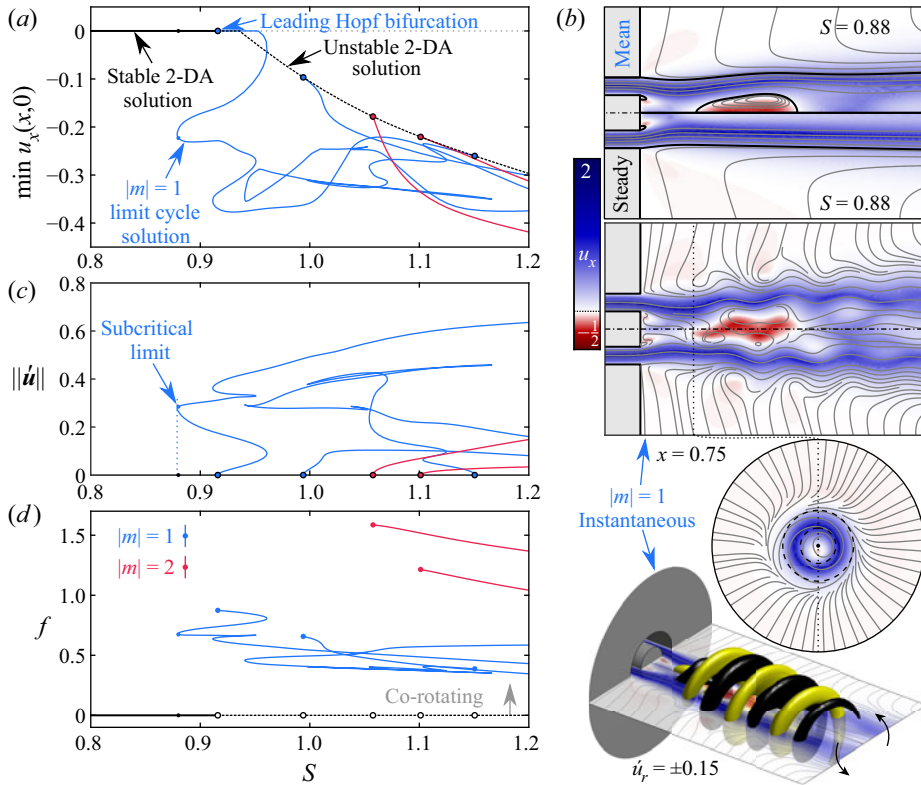 (a)
0
−0.1
−0.2
−0.3
−0.4
min uₓ(x,0)
Leading Hopf bifurcation
Stable 2-DA
solution
Unstable 2-DA
solution
|m| = 1
limit cycle
solution
0.8
0.9
1.0
1.1
1.2
(c)
0.8
0.6
0.4
0.2
0
||ú||
Subcritical
limit
0.8
0.9
1.0
1.1
1.2
(d)
1.5
1.0
0.5
0
f
|m| = 1
|m| = 2
Co-rotating
0.8
0.9
1.0
1.1
1.2
S
(b)
Mean
Steady
S = 0.88
S = 0.88
2
uₓ
−1/2
x = 0.75
|m| = 1
Instantaneous
úᵣ = ±0.15